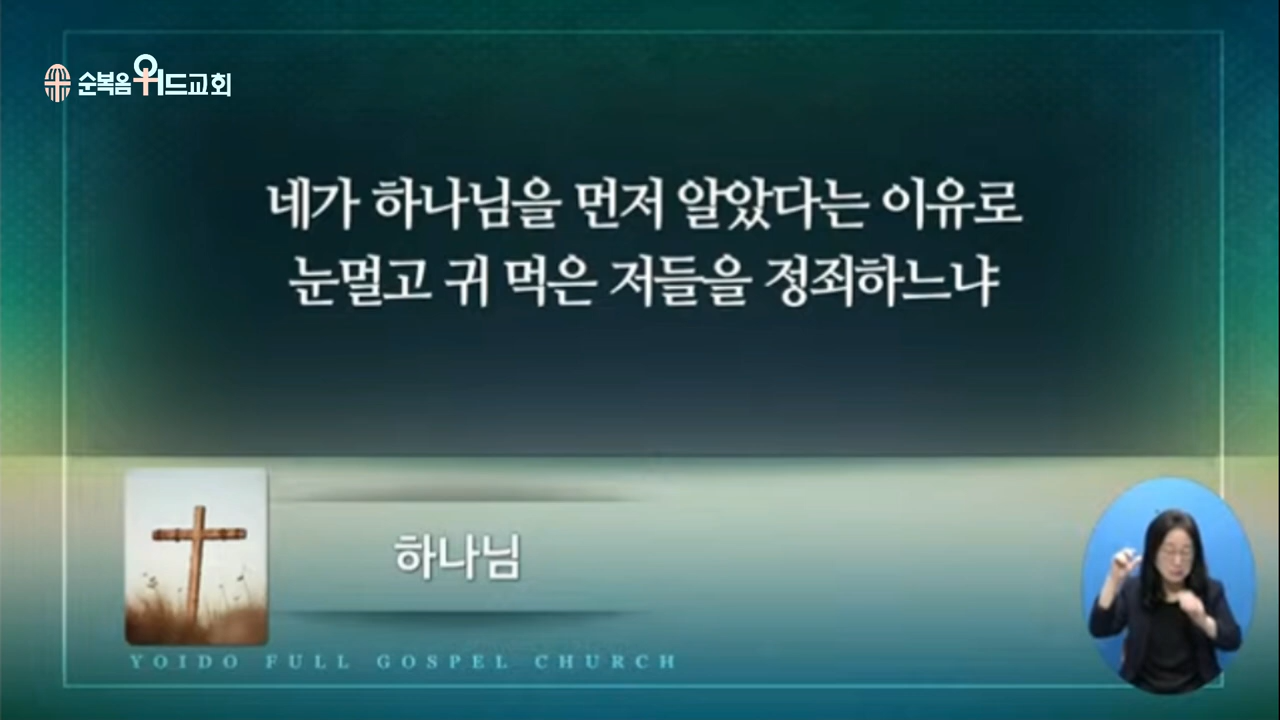 순복음위드교회
네가 하나님을 먼저 알았다는 이유로
눈멀고 귀 먹은 저들을 정죄하느냐
하나님
YOIDO FULL GOSPEL CHURCH